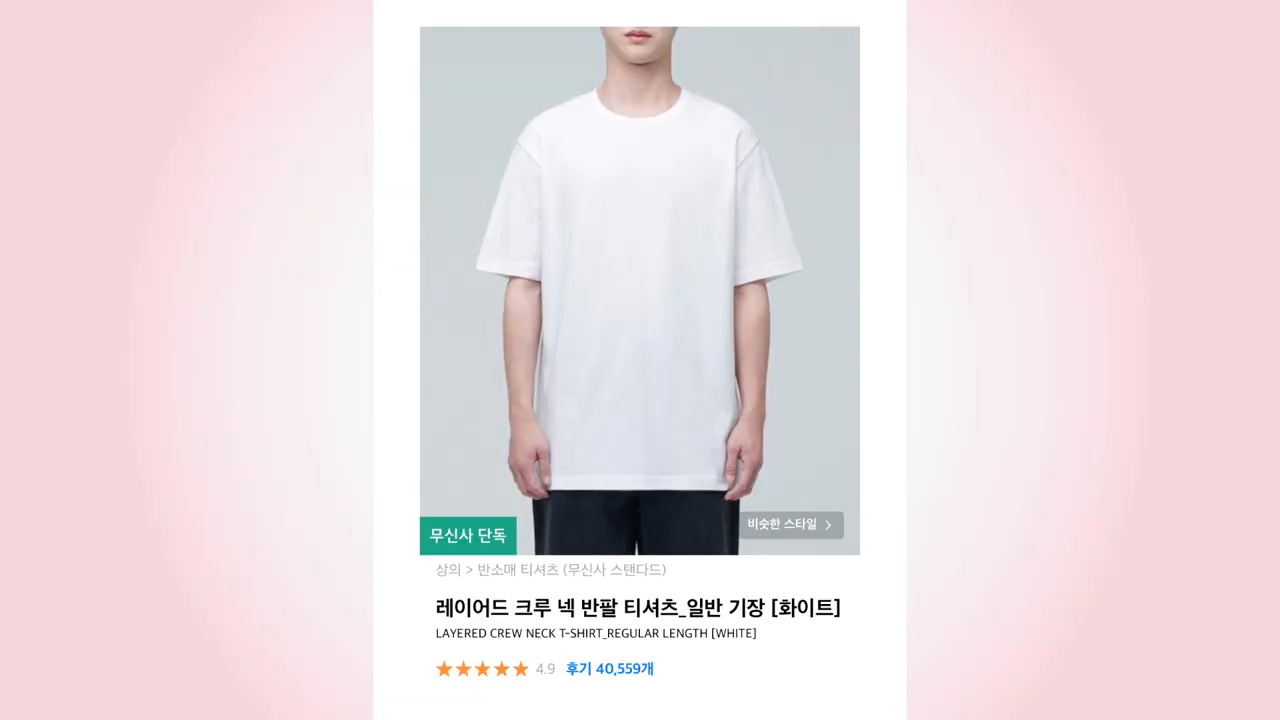 무신사 단독
비슷한 스타일 >
상의 > 반소매 티셔츠 (무신사 스탠다드)
레이어드 크루 넥 반팔 티셔츠_일반 기장 [화이트]
LAYERED CREW NECK T-SHIRT_REGULAR LENGTH [WHITE]
★★★★★ 4.9 후기 40,559개